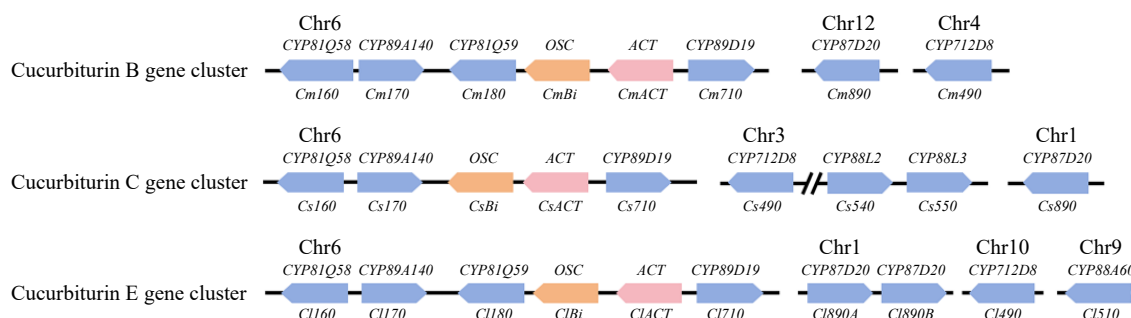 Chr6 Chr12 Chr4
CYP81Q58 CYP89A140 CYP81Q59 OSC ACT CYP89D19 CYP87D20 CYP712D8
Cucurbiturin B gene cluster
Cm160 Cm170 Cm180 CmBi CmACT Cm710 Cm890 Cm490
Chr6 Chr3 Chr1
CYP81Q58 CYP89A140 OSC ACT CYP89D19 CYP712D8 CYP88L2 CYP88L3 CYP87D20
Cucurbiturin C gene cluster
Cs160 Cs170 CsBi CsACT Cs710 Cs490 Cs540 Cs550 Cs890
Chr6 Chr1 Chr10 Chr9
CYP81Q58 CYP89A140 CYP81Q59 OSC ACT CYP89D19 CYP87D20 CYP87D20 CYP712D8 CYP88A60
Cucurbiturin E gene cluster
Cl160 Cl170 Cl180 ClBi ClACT Cl710 Cl890A Cl890B Cl490 Cl510